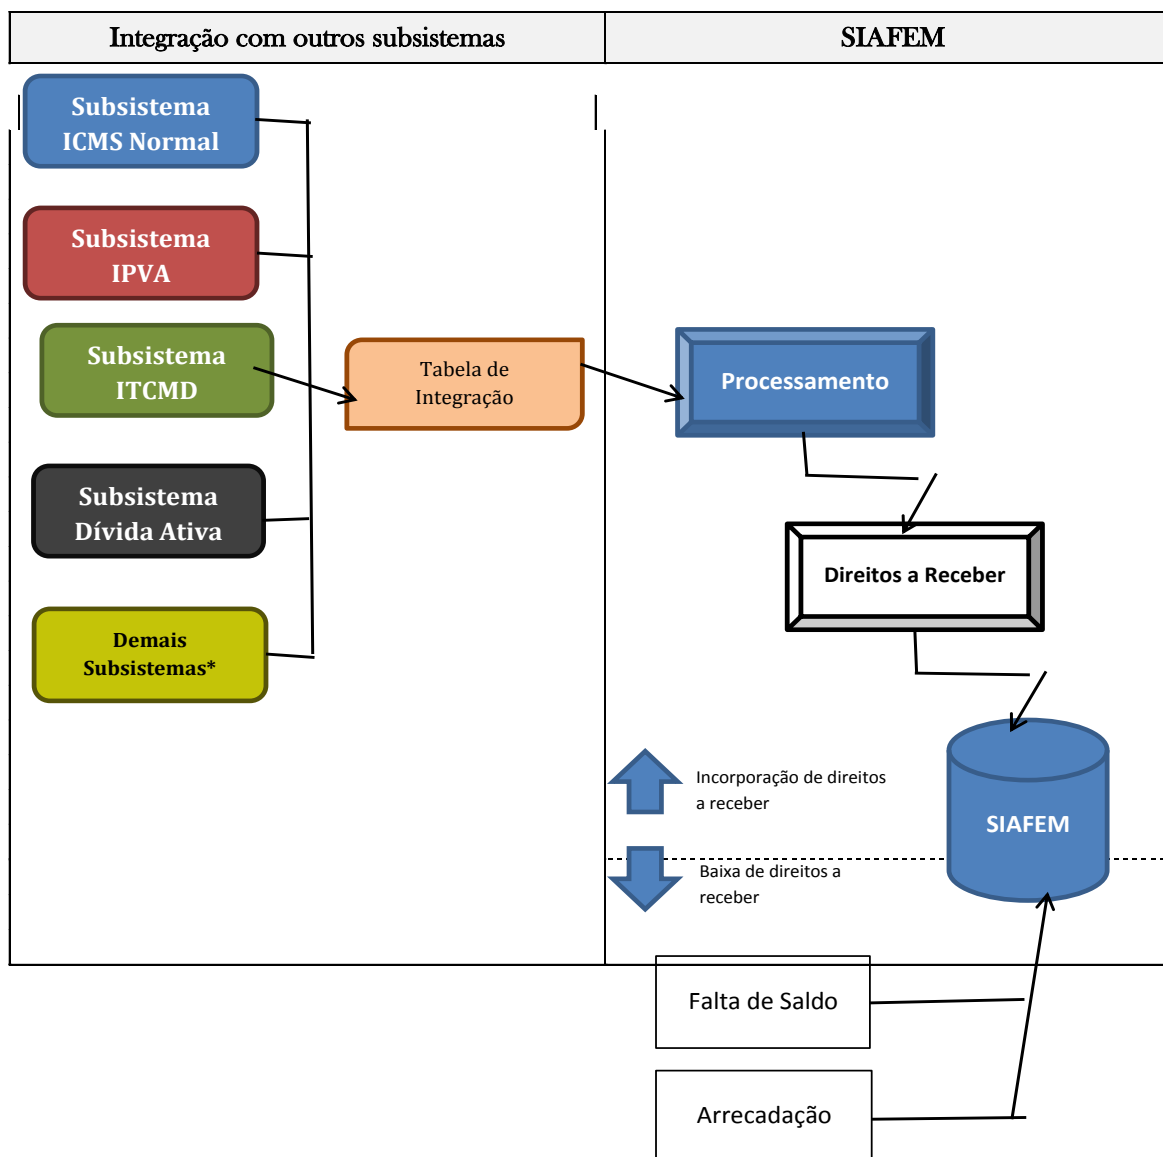 Integração com outros subsistemas
SIAFEM
Subsistema
ICMS Normal
Subsistema
IPVA
Subsistema
ITCMD
Tabela de
Integração
Processamento
Subsistema
Dívida Ativa
Direitos a Receber
Demais
Subsistemas*
Incorporação de direitos
a receber
SIAFEM
Baixa de direitos a
receber
Falta de Saldo
Arrecadação